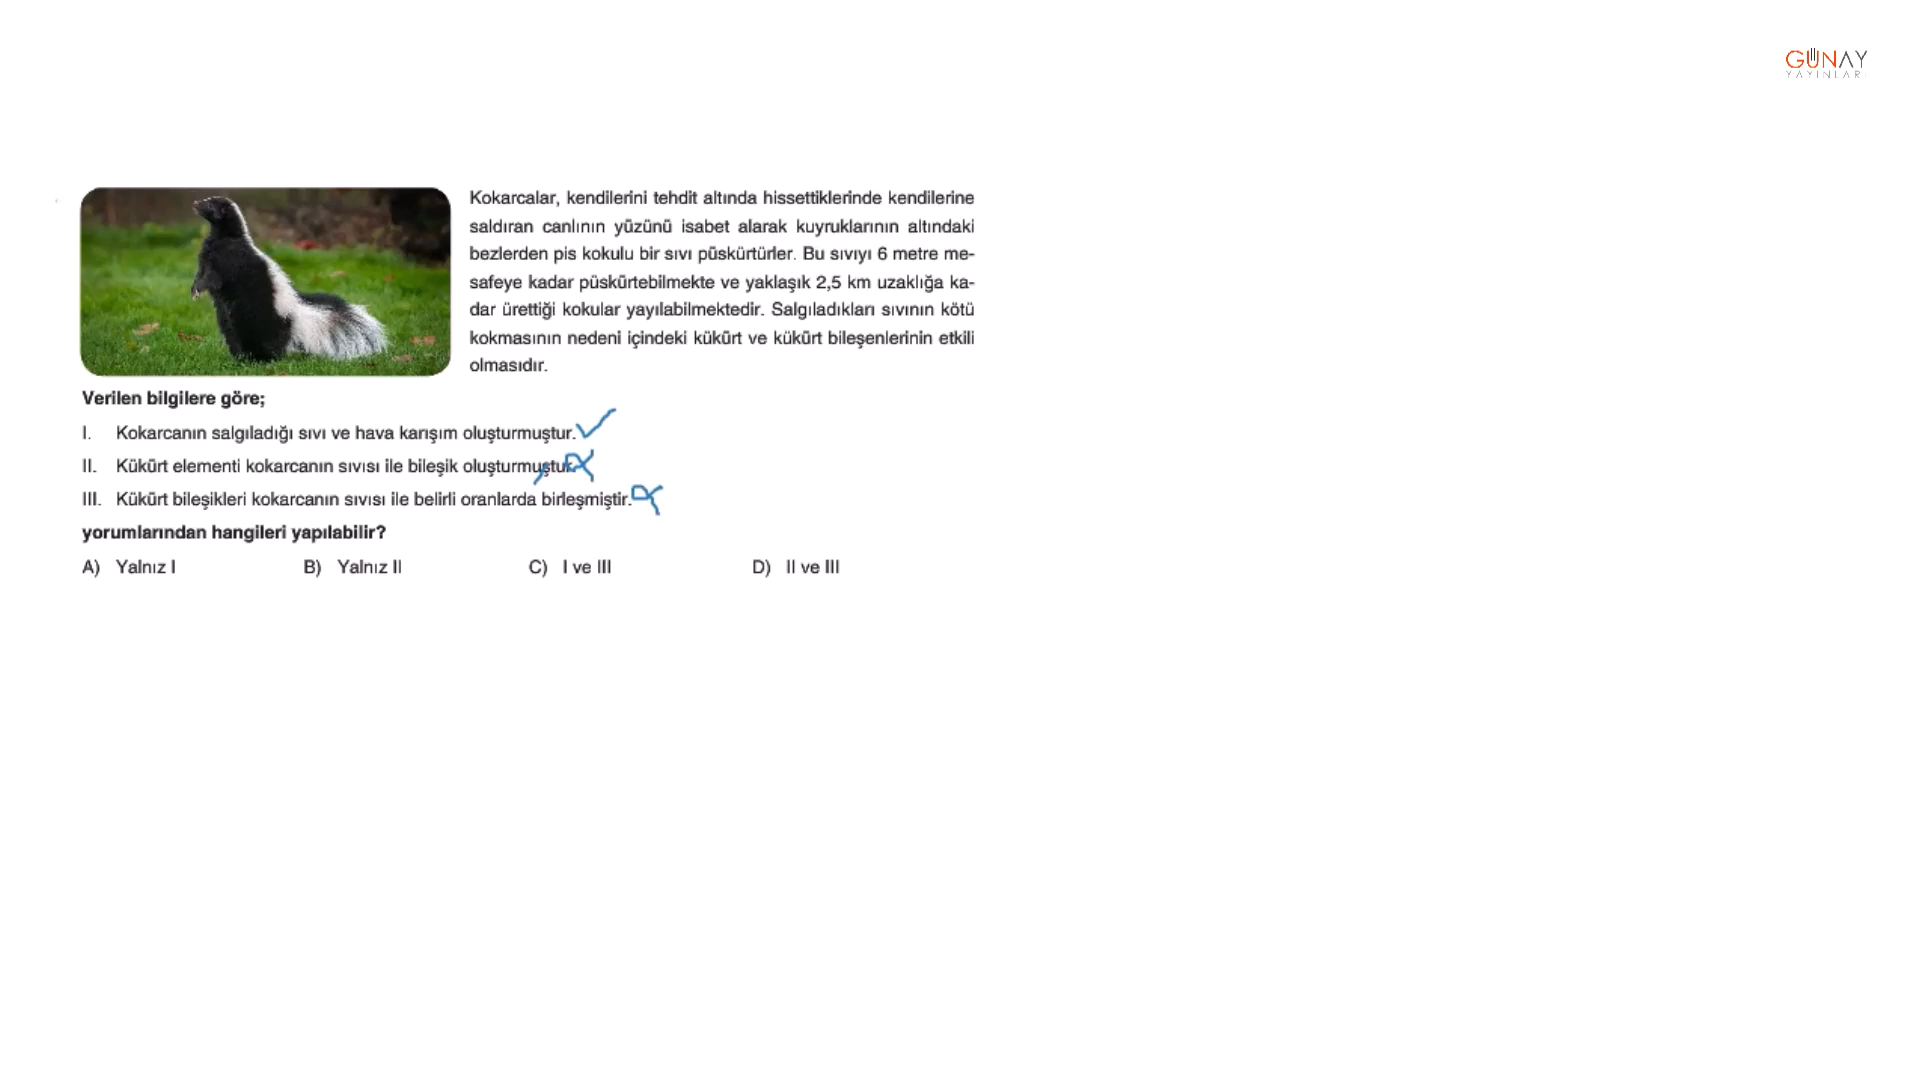 GÜNAY
YAYINLARI
Kokarcalar, kendilerini tehdit altında hissettiklerinde kendilerine
saldıran canlının yüzünü isabet alarak kuyruklarının altındaki
bezlerden pis kokulu bir sıvı püskürtürler. Bu sıvıyı 6 metre me-
safeye kadar püskürtebilmekte ve yaklaşık 2,5 km uzaklığa ka-
dar ürettiği kokular yayılabilmektedir. Salgıladıkları sıvının kötü
kokmasının nedeni içindeki kükürt ve kükürt bileşenlerinin etkili
olmasıdır.
Verilen bilgilere göre;
I. Kokarcanın salgıladığı sıvı ve hava karışım oluşturmuştur.
II. Kükürt elementi kokarcanın sıvısı ile bileşik oluşturmuştur.
III. Kükürt bileşikleri kokarcanın sıvısı ile belirli oranlarda birleşmiştir.
yorumlarından hangileri yapılabilir?
A) Yalnız I B) Yalnız II C) I ve III D) II ve III